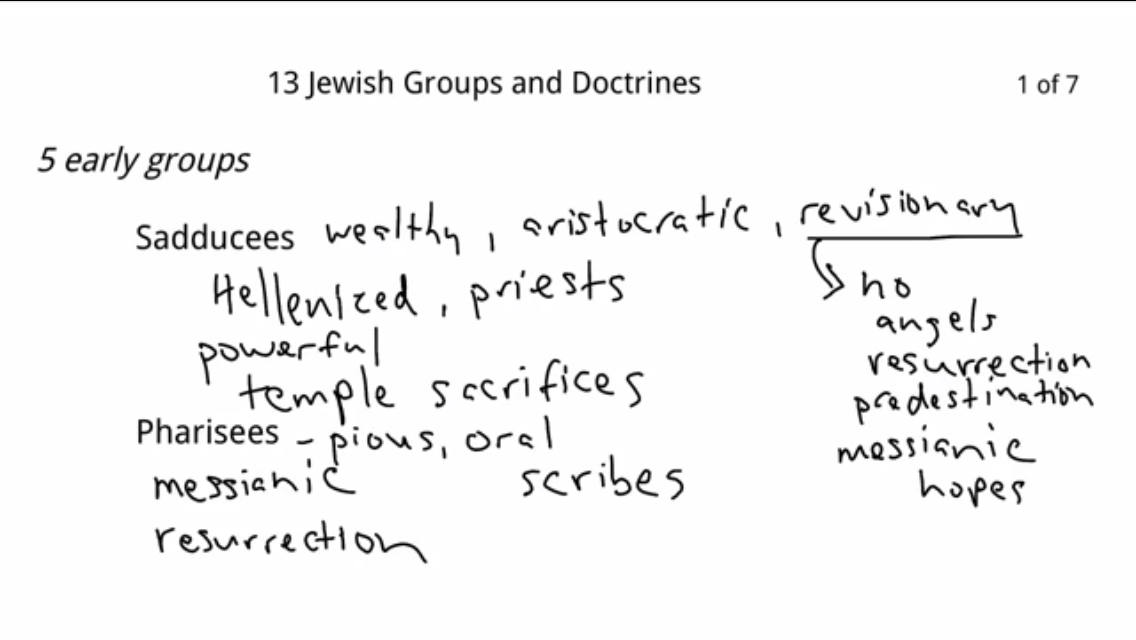 13 Jewish Groups and Doctrines 1 of 7
5 early groups
Sadducees wealthy, aristocratic, revisionary
Hellenized, priests
powerful
temple sacrifices
no
angels
resurrection
predestination
messianic
hopes
Pharisees - pious, oral
messianic scribes
resurrection